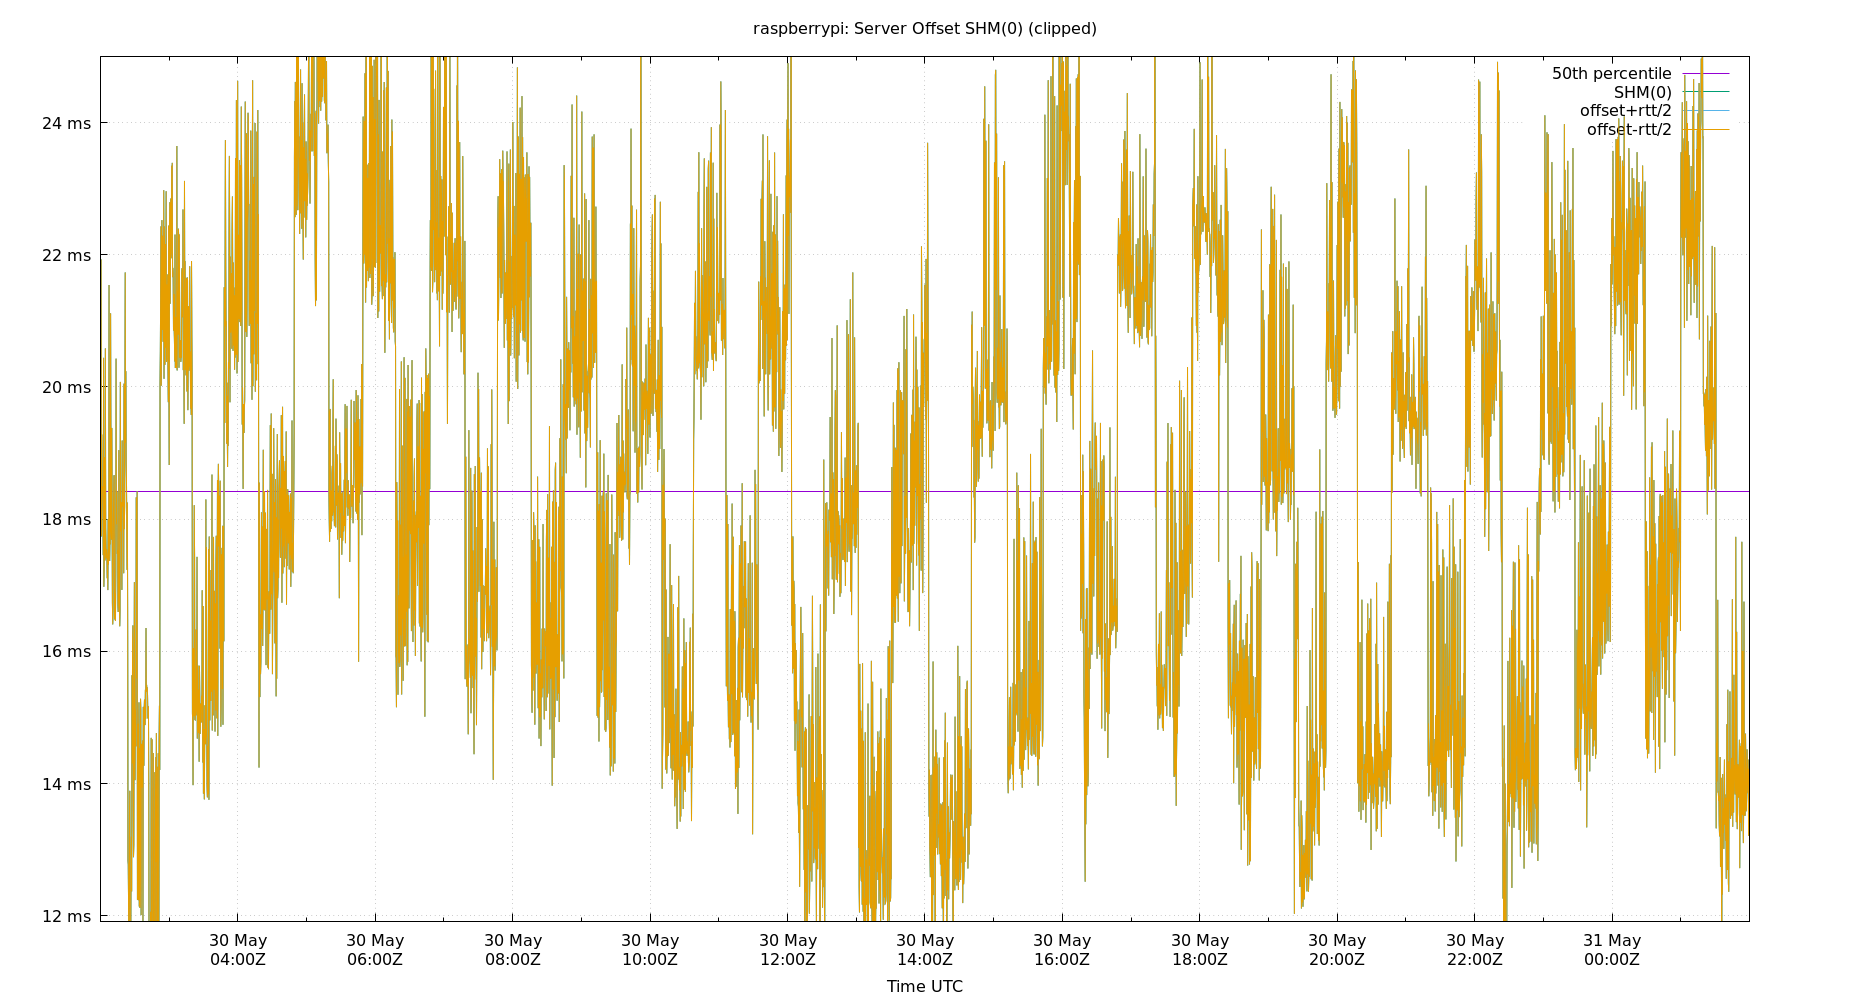 raspberrypi: Server Offset SHM(0) (clipped)
50th percentile
SHM(0)
offset+rtt/2
offset-rtt/2
24 ms
22 ms
20 ms
18 ms
16 ms
14 ms
12 ms
30 May 30 May 30 May 30 May 30 May 30 May 30 May 30 May 30 May 30 May 31 May
04:00Z 06:00Z 08:00Z 10:00Z 12:00Z 14:00Z 16:00Z 18:00Z 20:00Z 22:00Z 00:00Z
Time UTC